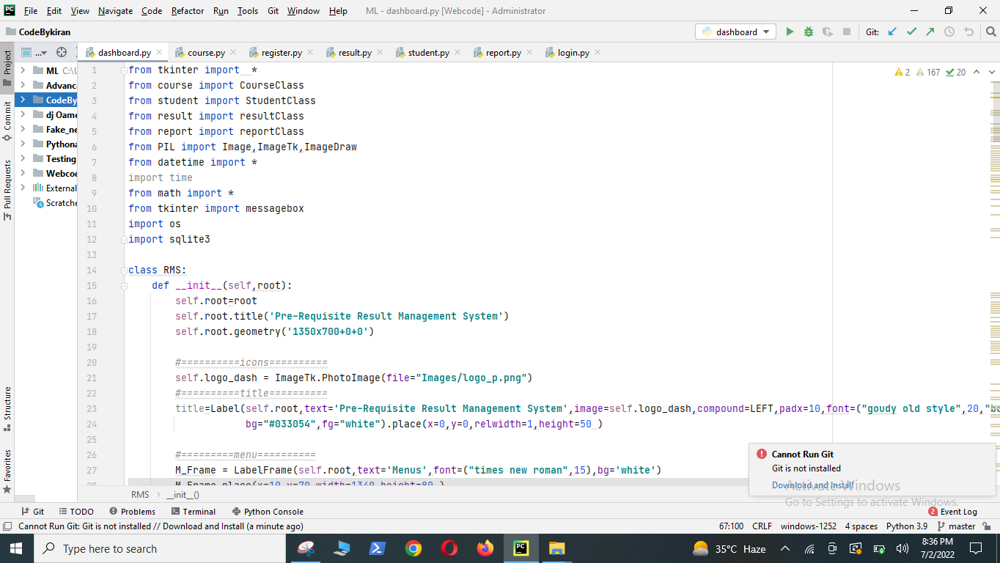 File Edit View Navigate Code Refactor Run Tools Git Window Help ML - dashboard.py [Webcode] - Administrator
CodeBykiran dashboard Git:
Project
Commit
Pull Requests
Structure
Favorites
...
dashboard.py course.py register.py result.py student.py report.py login.py
ML C:\U
Advanc
CodeBy
dj Oame
Fake_ne
Pythona
Testing
Webcod
External
Scratche
2 167 20
1 from tkinter import *
2 from course import CourseClass
3 from student import StudentClass
4 from result import resultClass
5 from report import reportClass
6 from PIL import Image,ImageTk,ImageDraw
7 from datetime import *
8 import time
9 from math import *
10 from tkinter import messagebox
11 import os
12 import sqlite3
13
14 class RMS:
15 def __init__(self,root):
16 self.root=root
17 self.root.title('Pre-Requisite Result Management System')
18 self.root.geometry('1350x700+0+0')
19
20 #==========icons==========
21 self.logo_dash = ImageTk.PhotoImage(file="Images/logo_p.png")
22 #==========title==========
23 title=Label(self.root,text='Pre-Requisite Result Management System',image=self.logo_dash,compound=LEFT,padx=10,font=("goudy old style",20,"bo
24 bg="#033054",fg="white").place(x=0,y=0,relwidth=1,height=50 )
25
26 #=========menu==========
27 M_Frame = LabelFrame(self.root,text='Menus',font=("times new roman",15),bg='white')
28 M_Frame.place(x=10,y=70,width=1340,height=80 )
RMS __init__()
Cannot Run Git
Git is not installed
Download and Install
Activate Windows
Go to Settings to activate Windows.
Git TODO Problems Terminal Python Console 2 Event Log
Cannot Run Git: Git is not installed // Download and Install (a minute ago) 67:100 CRLF windows-1252 4 spaces Python 3.9 master
Type here to search
35°C Haze
8:36 PM
7/2/2022